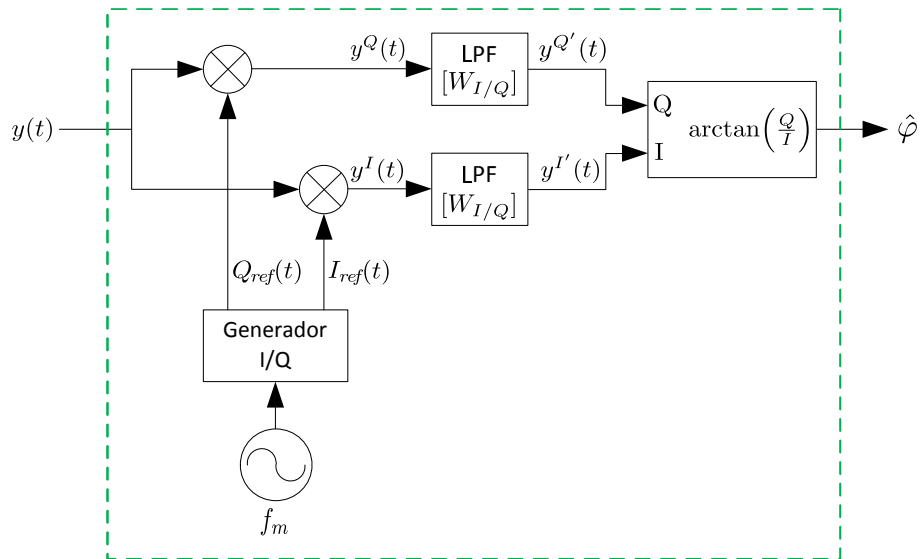 y(t)
y^Q(t)
LPF
[W_{I/Q}]
y^{Q'}(t)
y^I(t)
LPF
[W_{I/Q}]
y^{I'}(t)
Q
I
arctan(Q/I)
φ̂
Q_{ref}(t)
I_{ref}(t)
Generador
I/Q
f_m